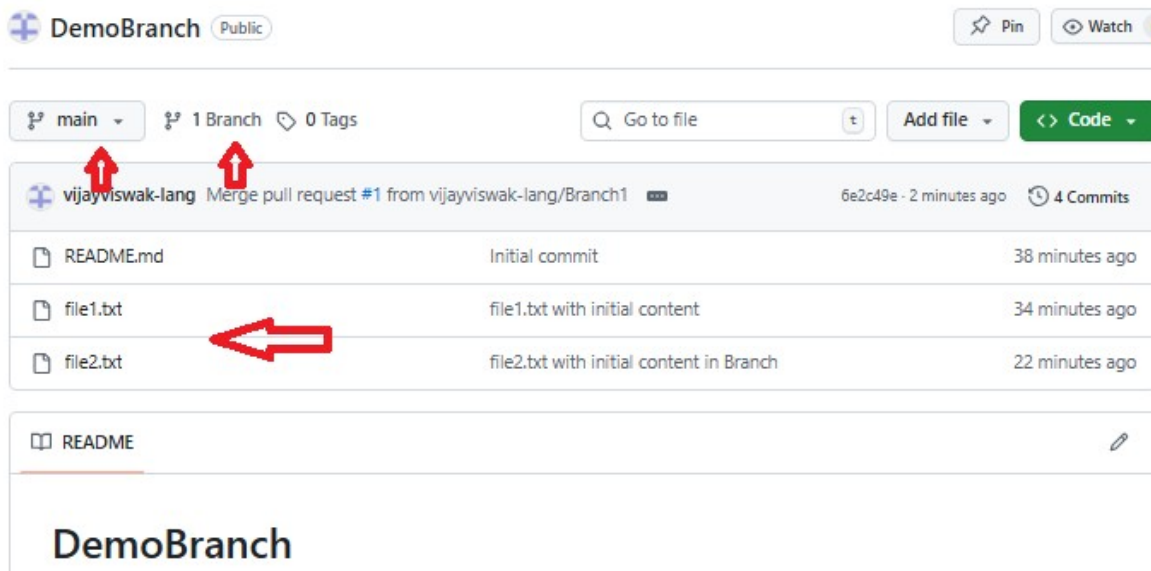 DemoBranch Public Pin Watch
main 1 Branch 0 Tags Go to file t Add file <> Code
vijayviswak-lang Merge pull request #1 from vijayviswak-lang/Branch1 6e2c49e · 2 minutes ago 4 Commits
README.md Initial commit 38 minutes ago
file1.txt file1.txt with initial content 34 minutes ago
file2.txt file2.txt with initial content in Branch 22 minutes ago
README
DemoBranch